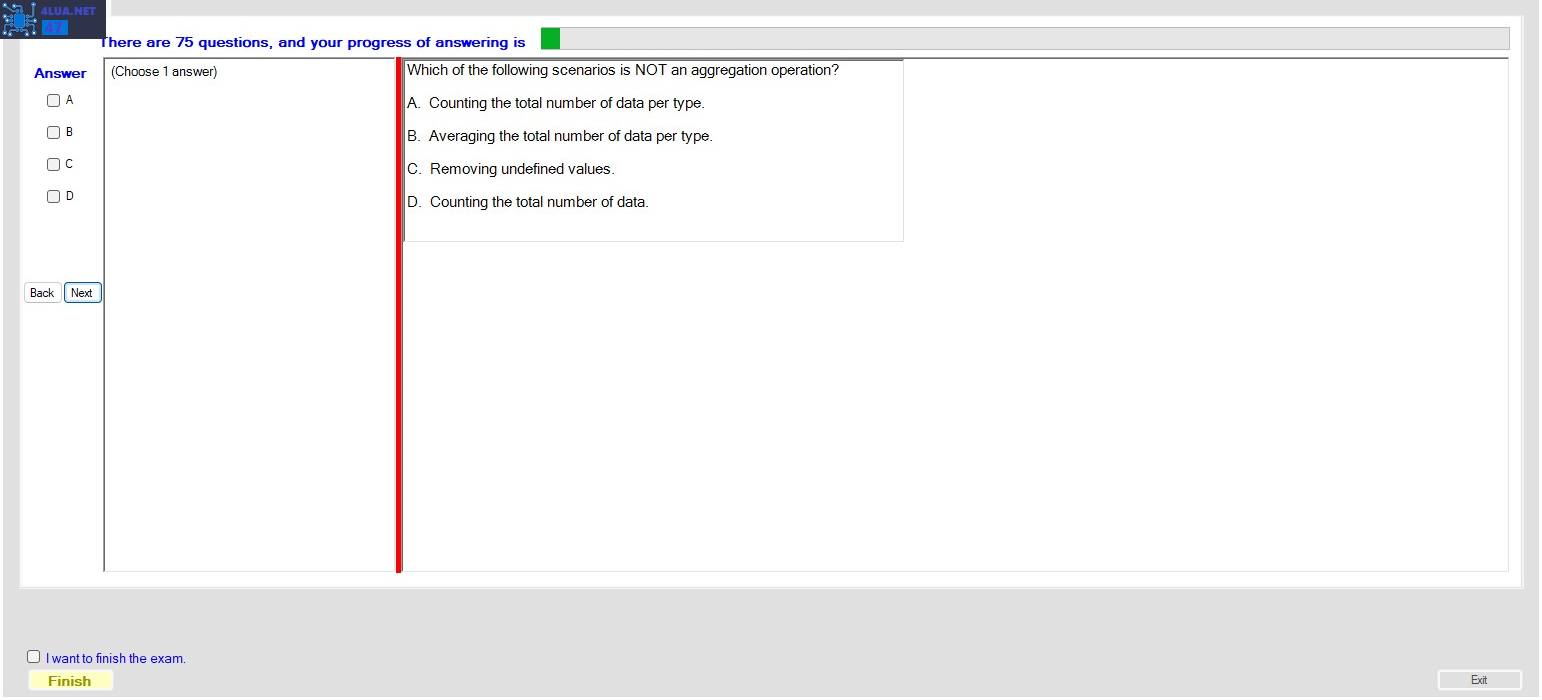 4LUA.NET
47
There are 75 questions, and your progress of answering is
Answer
(Choose 1 answer)
A
B
C
D
Which of the following scenarios is NOT an aggregation operation?
A. Counting the total number of data per type.
B. Averaging the total number of data per type.
C. Removing undefined values.
D. Counting the total number of data.
Back
Next
I want to finish the exam.
Finish
Exit